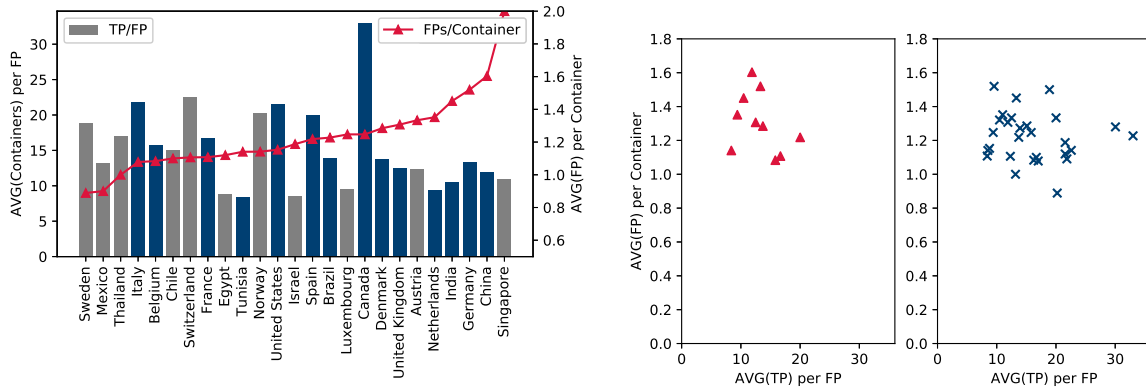 TP/FP
FPs/Container
AVG(Containers) per FP
0
5
10
15
20
25
30
AVG(FP) per Container
2.0
1.8
1.6
1.4
1.2
1.0
0.8
0.6
Sweden
Mexico
Thailand
Italy
Belgium
Chile
Switzerland
France
Egypt
Tunisia
Norway
United States
Israel
Spain
Brazil
Luxembourg
Canada
Denmark
United Kingdom
Austria
Netherlands
India
Germany
China
Singapore
AVG(FP) per Container
1.8
1.6
1.4
1.2
1.0
0.8
0.6
0.4
0.2
0.0
0 10 20 30
AVG(TP) per FP
1.8
1.6
1.4
1.2
1.0
0.8
0.6
0.4
0.2
0.0
0 10 20 30
AVG(TP) per FP